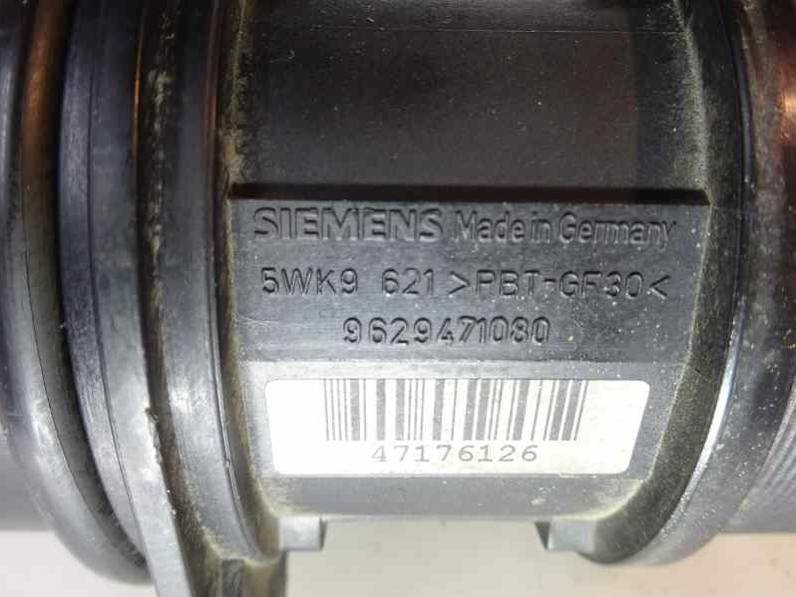 SIEMENS Made in Germany
5WK9 621 >PBT-GF30<
9629471080
47176126